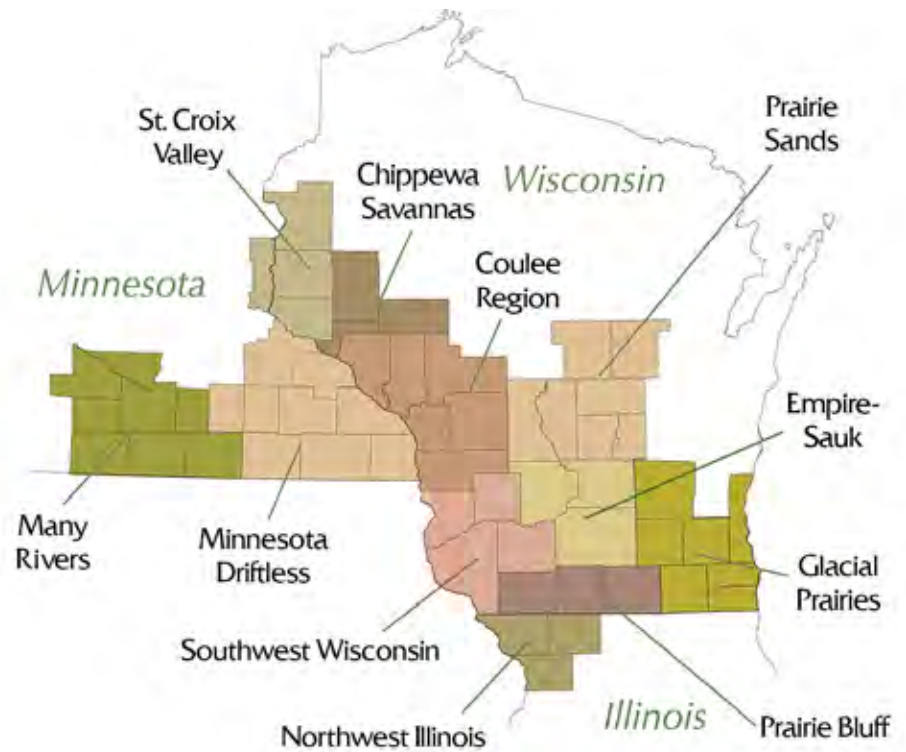 St. Croix
Valley
Chippewa
Savannas
Wisconsin
Prairie
Sands
Minnesota
Coulee
Region
Empire-
Sauk
Many
Rivers
Minnesota
Driftless
Glacial
Prairies
Southwest Wisconsin
Northwest Illinois
Illinois
Prairie Bluff